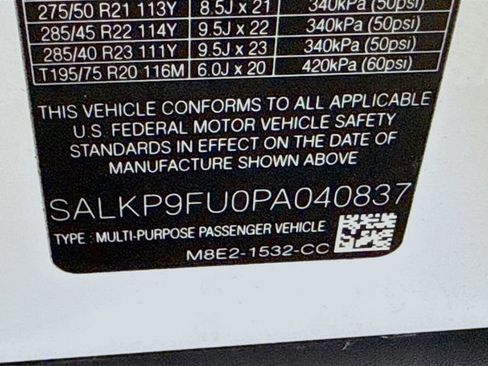 275/50 R21 113Y 8.5J x 21 340kPa (50psi)
285/45 R22 114Y 9.5J x 22 340kPa (50psi)
285/40 R23 111Y 9.5J x 23 340kPa (50psi)
T195/75 R20 116M 6.0J x 20 420kPa (60psi)
THIS VEHICLE CONFORMS TO ALL APPLICABLE
U.S. FEDERAL MOTOR VEHICLE SAFETY
STANDARDS IN EFFECT ON THE DATE OF
MANUFACTURE SHOWN ABOVE
SALKP9FU0PA040837
TYPE : MULTI-PURPOSE PASSENGER VEHICLE
M8E2-1532-CC